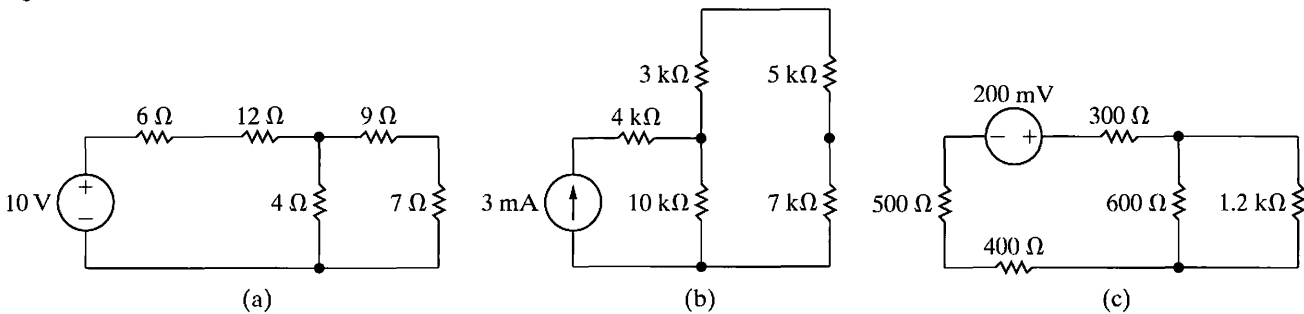 10 V
+
−
6 Ω
12 Ω
9 Ω
4 Ω
7 Ω
(a)
3 mA
4 kΩ
3 kΩ
5 kΩ
10 kΩ
7 kΩ
(b)
200 mV
− +
300 Ω
500 Ω
600 Ω
1.2 kΩ
400 Ω
(c)